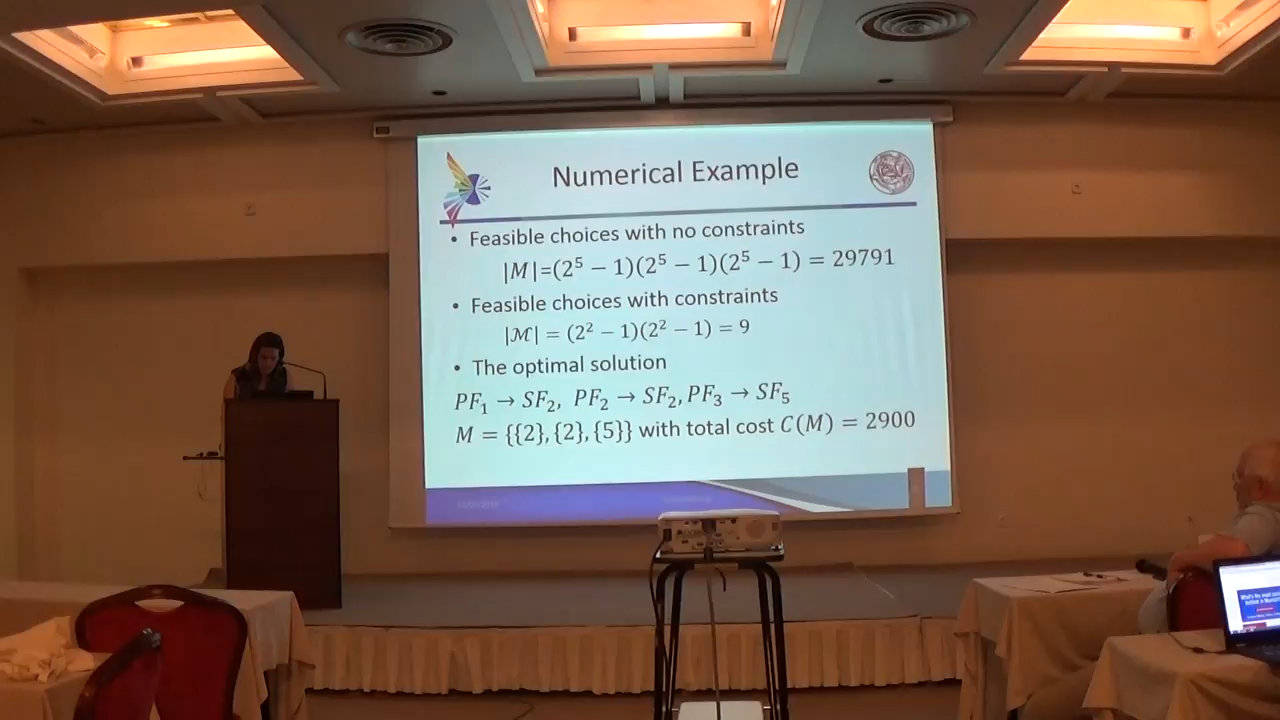 Numerical Example
• Feasible choices with no constraints
|M|=(2⁵ − 1)(2⁵ − 1)(2⁵ − 1) = 29791
• Feasible choices with constraints
|ℳ| = (2² − 1)(2² − 1) = 9
• The optimal solution
PF₁ → SF₂, PF₂ → SF₂, PF₃ → SF₅
M = {{2}, {2}, {5}} with total cost C(M) = 2900